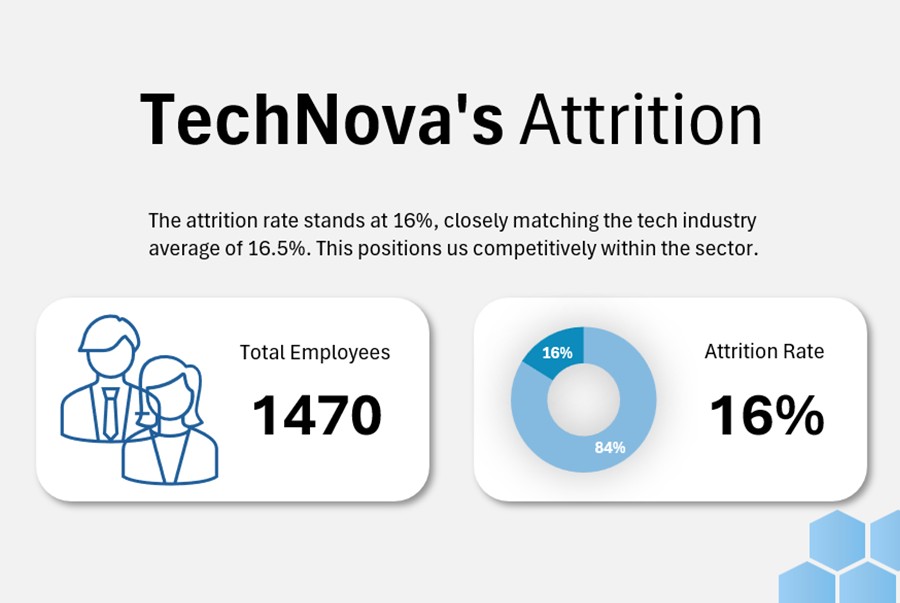 TechNova's Attrition
The attrition rate stands at 16%, closely matching the tech industry
average of 16.5%. This positions us competitively within the sector.
Total Employees
1470
16%
84%
Attrition Rate
16%